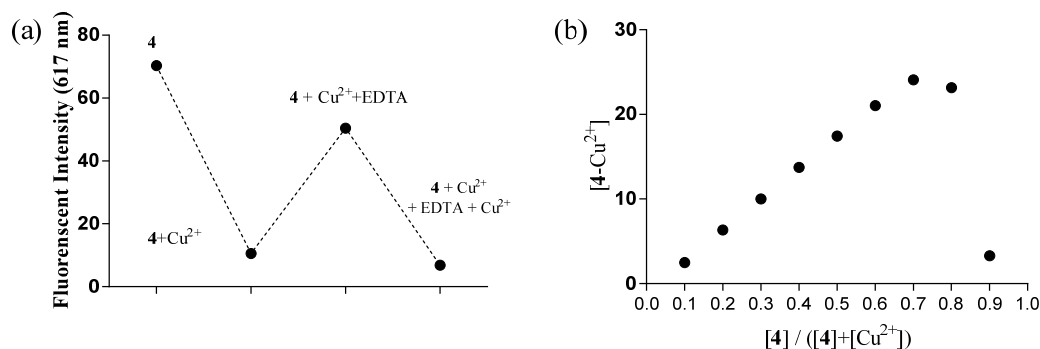 (a)
Fluorenscent Intensity (617 nm)
80
60
40
20
0
4
4+Cu²⁺
4 + Cu²⁺+EDTA
4 + Cu²⁺
+ EDTA + Cu²⁺
(b)
[4-Cu²⁺]
30
20
10
0
0.0 0.1 0.2 0.3 0.4 0.5 0.6 0.7 0.8 0.9 1.0
[4] / ([4]+[Cu²⁺])